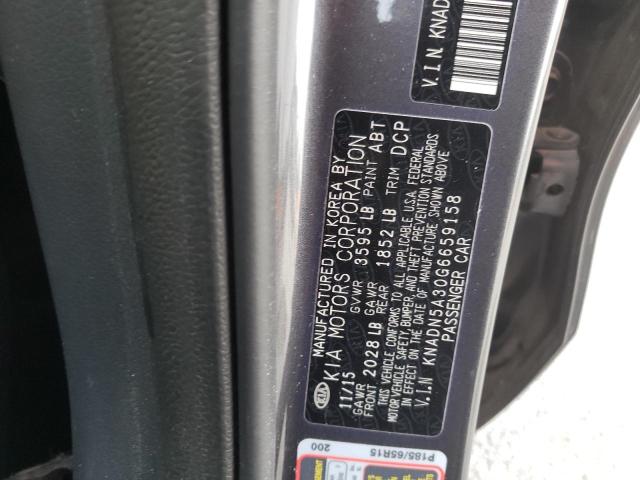 V.I.N KNAD
KIA
MANUFACTURED IN KOREA BY
KIA MOTORS CORPORATION
11/15 GVWR 3595 LB PAINT ABT
GAWR GAWR
FRONT 2028 LB REAR 1852 LB TRIM DCP
THIS VEHICLE CONFORMS TO ALL APPLICABLE U.S.A. FEDERAL
MOTOR VEHICLE SAFETY, BUMPER, AND THEFT PREVENTION STANDARDS
IN EFFECT ON THE DATE OF MANUFACTURE SHOWN ABOVE
V.I.N KNADN5A30G6659158
PASSENGER CAR
200
P185/65R15